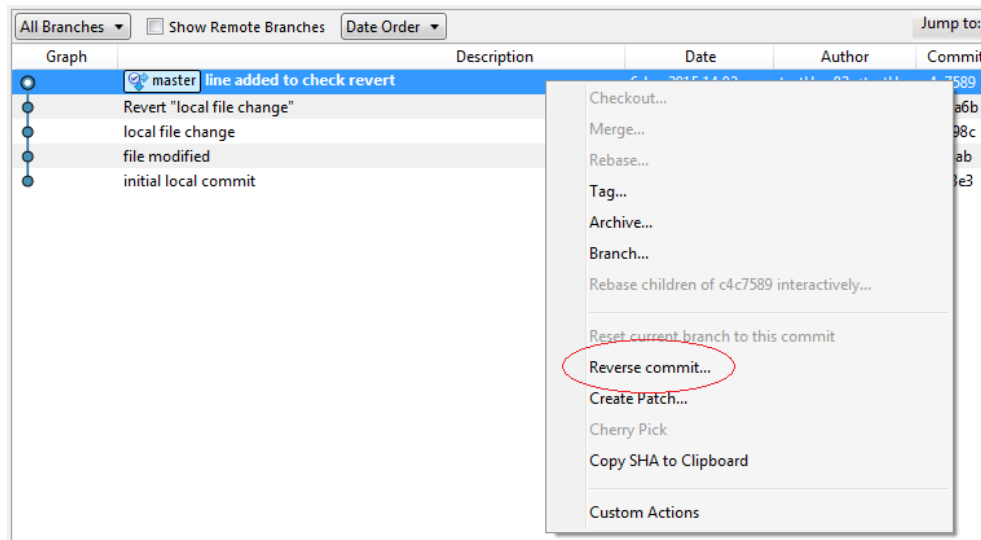 All Branches Show Remote Branches Date Order Jump to:
Graph Description Date Author Commit
master line added to check revert 7589
Revert "local file change" a6b
local file change 98c
file modified ab
initial local commit 3e3
Checkout...
Merge...
Rebase...
Tag...
Archive...
Branch...
Rebase children of c4c7589 interactively...
Reset current branch to this commit
Reverse commit...
Create Patch...
Cherry Pick
Copy SHA to Clipboard
Custom Actions